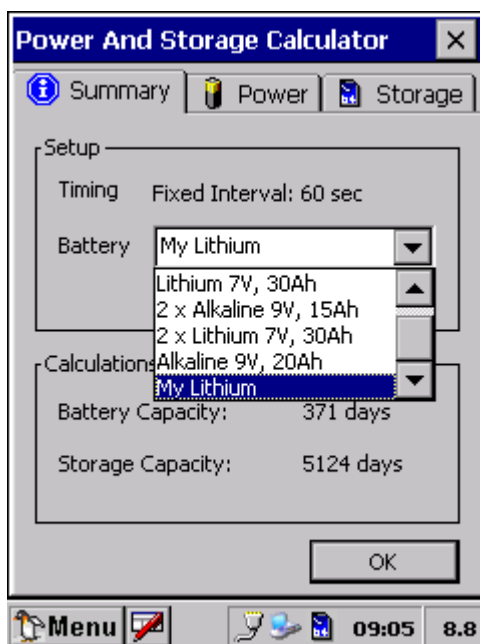 Power And Storage Calculator
Summary Power Storage
Setup
Timing Fixed Interval: 60 sec
Battery My Lithium
Lithium 7V, 30Ah
2 x Alkaline 9V, 15Ah
2 x Lithium 7V, 30Ah
Alkaline 9V, 20Ah
My Lithium
Calculations
Battery Capacity: 371 days
Storage Capacity: 5124 days
OK
Menu 09:05 8.8